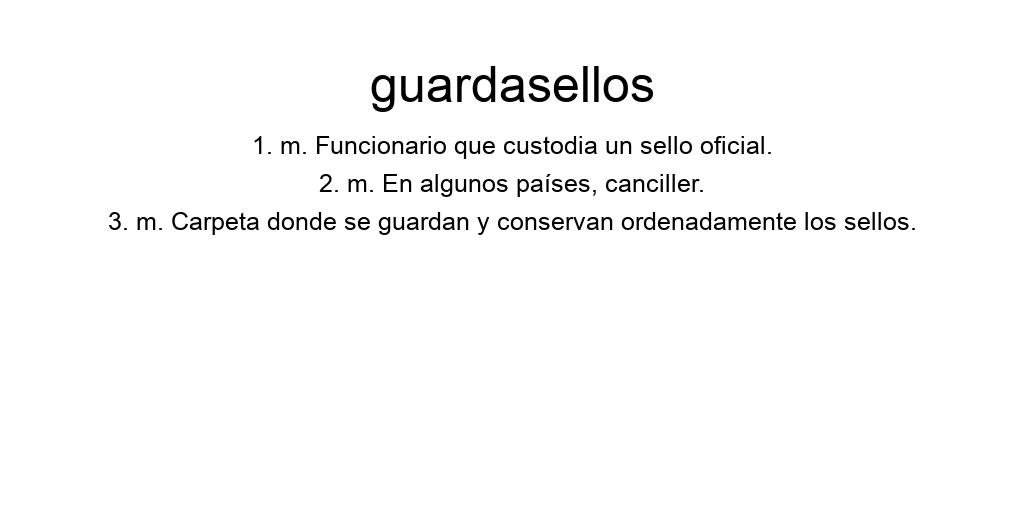 guardasellos
1. m. Funcionario que custodia un sello oficial.
2. m. En algunos países, canciller.
3. m. Carpeta donde se guardan y conservan ordenadamente los sellos.